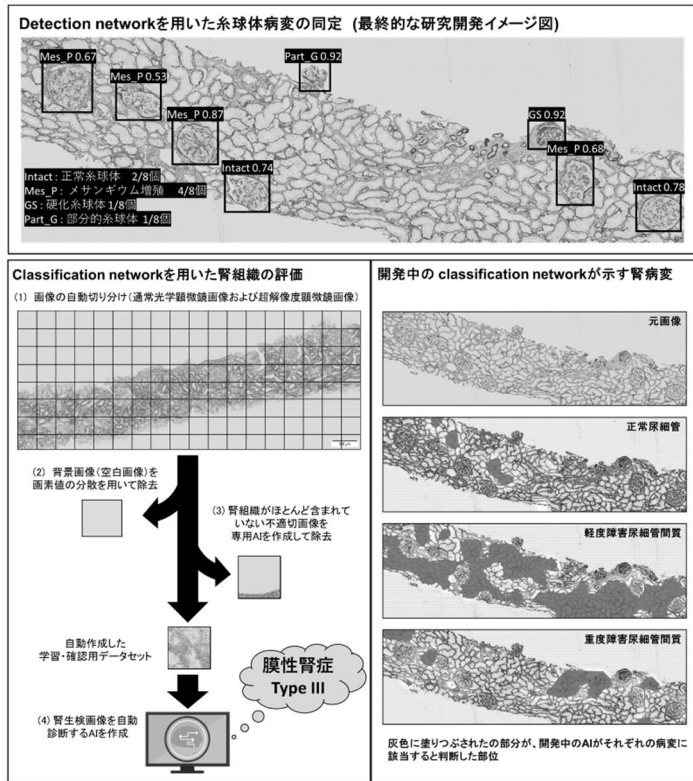 Detection networkを用いた糸球体病変の同定 (最終的な研究開発イメージ図)
Mes_P 0.67
Mes_P 0.53
Part_G 0.92
Mes_P 0.87
GS 0.92
Mes_P 0.68
Intact 0.74
Intact 0.78
Intact : 正常糸球体 2/8個
Mes_P : メサンギウム増殖 4/8個
GS : 硬化糸球体 1/8個
Part_G : 部分的糸球体 1/8個
Classification networkを用いた腎組織の評価
(1) 画像の自動切り分け(通常光学顕微鏡画像および超解像度顕微鏡画像)
(2) 背景画像(空白画像)を
画素値の分散を用いて除去
(3) 腎組織がほとんど含まれて
いない不適切画像を
専用AIを作成して除去
自動作成した
学習・確認用データセット
(4) 腎生検画像を自動
診断するAIを作成
膜性腎症
Type III
開発中の classification networkが示す腎病変
元画像
正常尿細管
軽度障害尿細管間質
重度障害尿細管間質
灰色に塗りつぶされたの部分が、開発中のAIがそれぞれの病変に
該当すると判断した部位